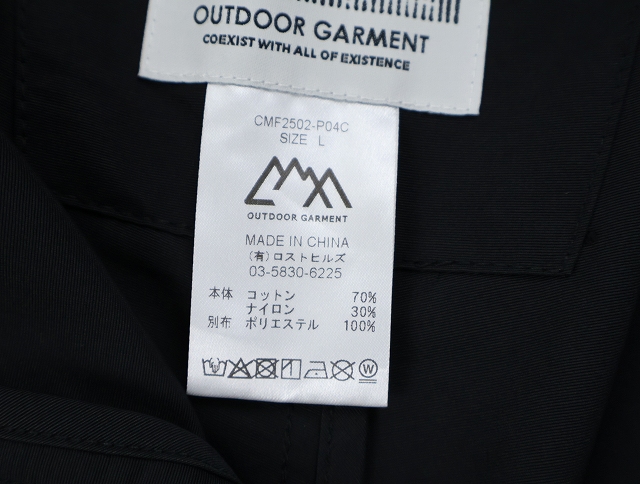 OUTDOOR GARMENT
COEXIST WITH ALL OF EXISTENCE
CMF2502-P04C
SIZE L
OUTDOOR GARMENT
MADE IN CHINA
(有)ロストヒルズ
03-5830-6225
本体 コットン 70%
ナイロン 30%
別布 ポリエステル 100%
W